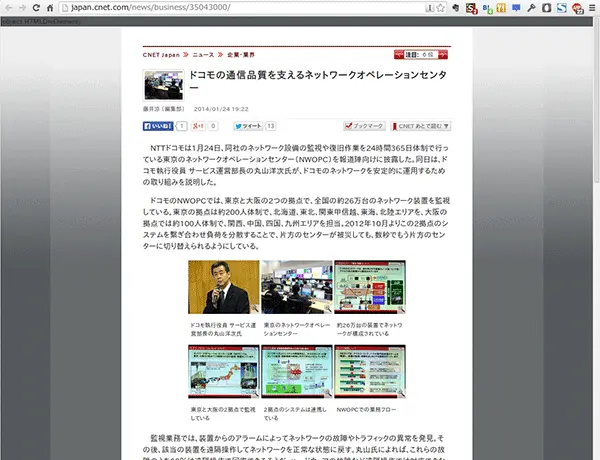 japan.cnet.com/news/business/35043000/
CNET Japan ニュース 企業・業界
注目: 6位
ドコモの通信品質を支えるネットワークオペレーションセンタ
ー
藤井涼 (編集部) 2014/01/24 19:22
いいね! 1 +1 0 ツイート 13 ブックマーク CNET あとで読む
NTTドコモは1月24日、同社のネットワーク設備の監視や復旧作業を24時間365日体制で行っ
ている東京のネットワークオペレーションセンター(NWOPC)を報道陣向けに披露した。同日は、ド
コモ執行役員 サービス運営部長の丸山洋次氏が、ドコモのネットワークを安定的に運用するため
の取り組みを説明した。
ドコモのNWOPCでは、東京と大阪の2つの拠点で、全国の約26万台のネットワーク装置を監視
している。東京の拠点は約200人体制で、北海道、東北、関東甲信越、東海、北陸エリアを、大阪の
拠点では約100人体制で、関西、中国、四国、九州エリアを担当。2012年10月よりこの2拠点のシ
ステムを繋ぎ合わせ負荷を分散することで、片方のセンターが被災しても、数秒でもう片方のセン
ターに切り替えられるようにしている。
ドコモ執行役員 サービス運
営部長の丸山洋次氏
東京のネットワークオペレー
ションセンター
約26万台の装置でネットワ
ークが構成されている
東京と大阪の2拠点で監視
している
2拠点のシステムは連携し
ている
NWOPCでの業務フロー
監視業務では、装置からのアラームによってネットワークの故障やトラフィックの異常を発見。そ
の後、該当の装置を遠隔操作してネットワークを正常な状態に戻す。丸山氏によれば、これらの故